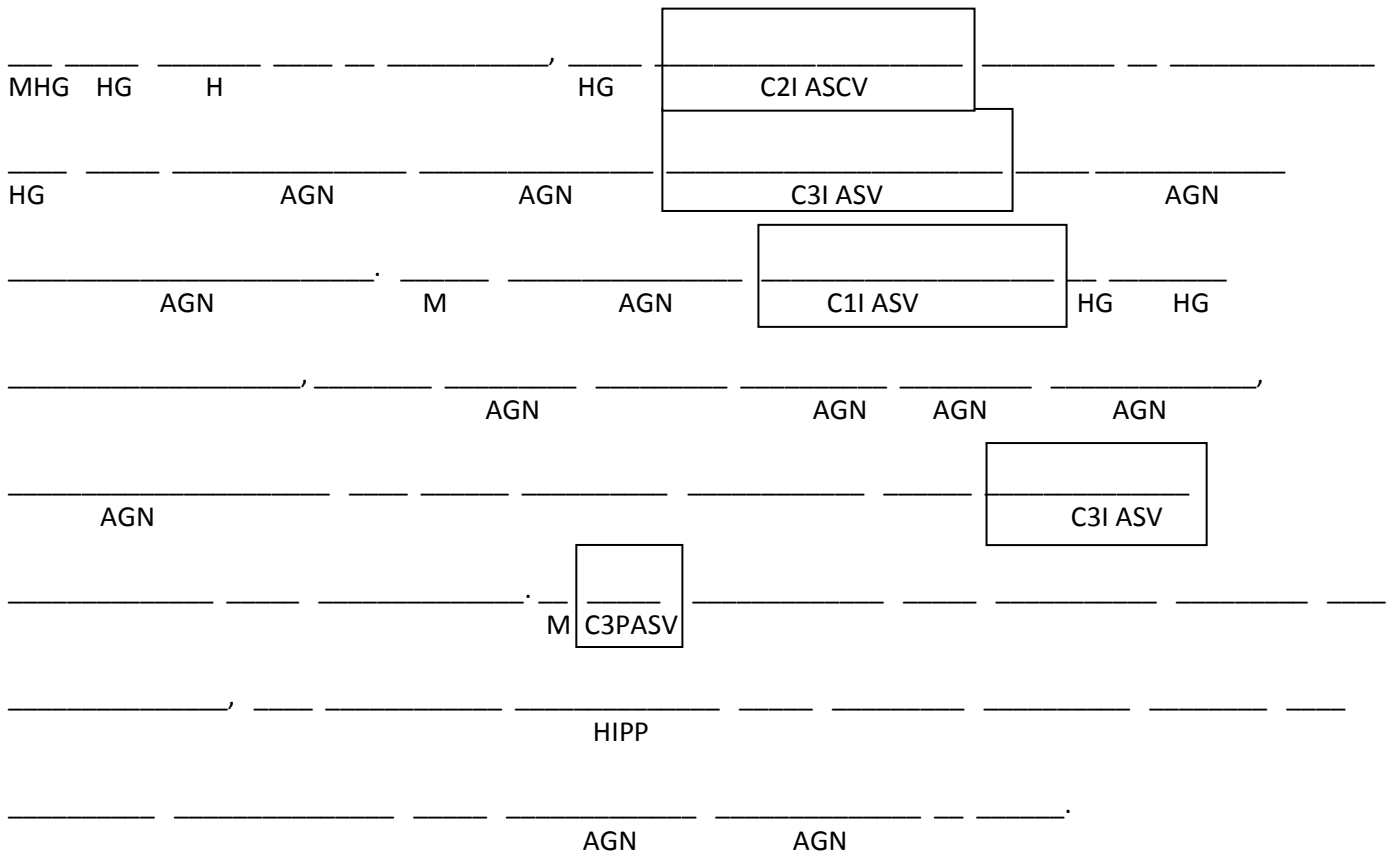 MHG HG H HG C2I ASCV
HG AGN AGN C3I ASV AGN
AGN M AGN C1I ASV HG HG
AGN AGN AGN AGN
AGN C3I ASV
M C3PASV
HIPP
AGN AGN